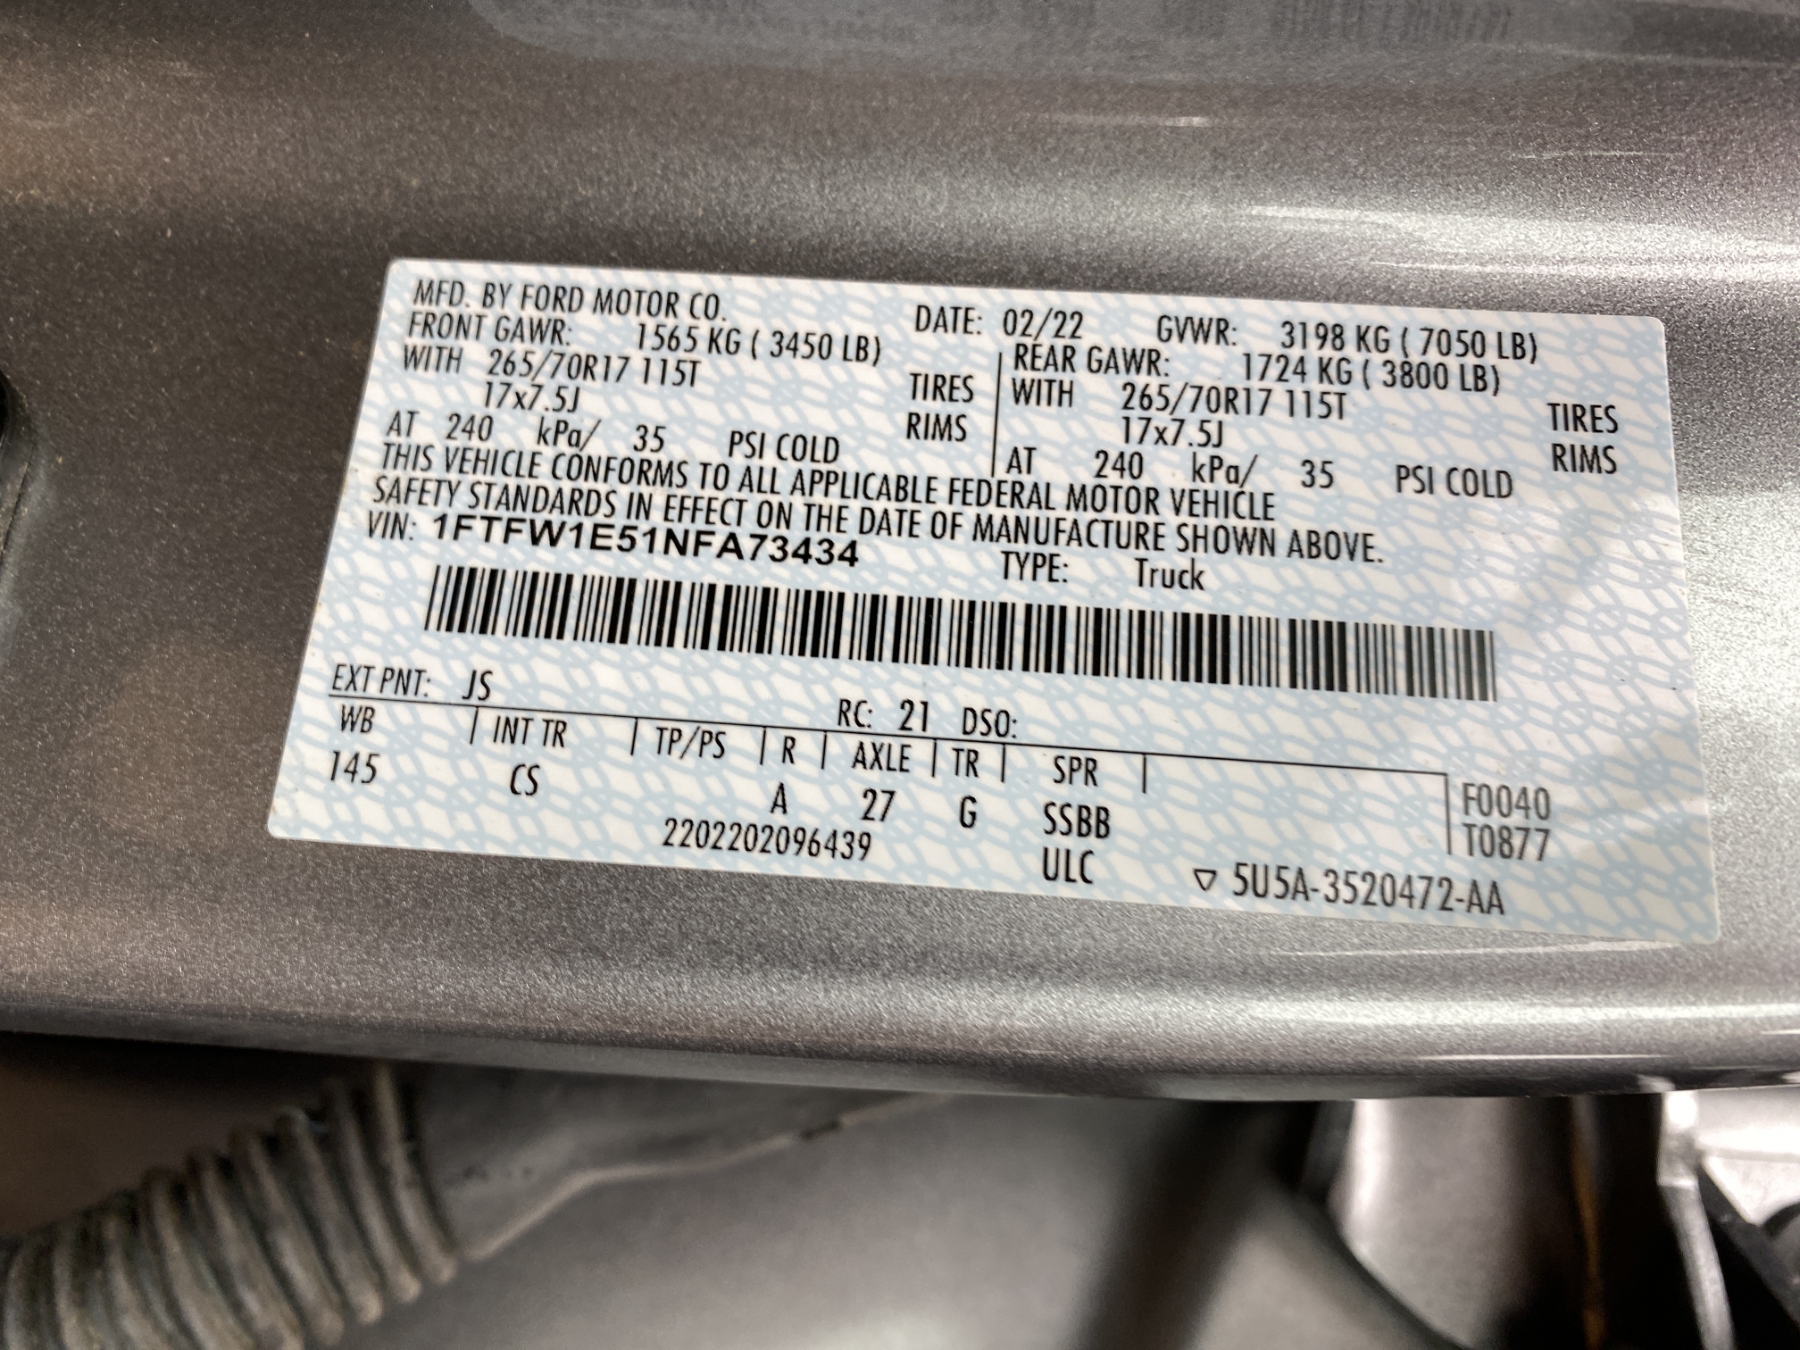 MFD. BY FORD MOTOR CO. DATE: 02/22 GVWR: 3198 KG ( 7050 LB)
FRONT GAWR: 1565 KG ( 3450 LB) REAR GAWR: 1724 KG ( 3800 LB)
WITH 265/70R17 115T TIRES WITH 265/70R17 115T TIRES
17x7.5J RIMS 17x7.5J RIMS
AT 240 kPa/ 35 PSI COLD AT 240 kPa/ 35 PSI COLD
THIS VEHICLE CONFORMS TO ALL APPLICABLE FEDERAL MOTOR VEHICLE
SAFETY STANDARDS IN EFFECT ON THE DATE OF MANUFACTURE SHOWN ABOVE.
VIN: 1FTFW1E51NFA73434 TYPE: Truck
EXT PNT: JS RC: 21 DSO:
WB INT TR TP/PS R AXLE TR SPR
145 CS A 27 G SSBB F0040
2202202096439 ULC T0877
▽ 5U5A-3520472-AA